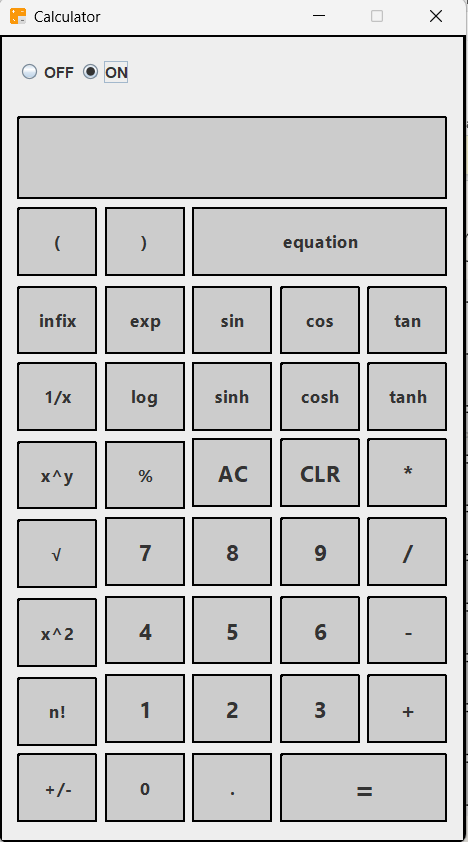 Calculator
OFF ON
( ) equation
infix exp sin cos tan
1/x log sinh cosh tanh
x^y % AC CLR *
√ 7 8 9 /
x^2 4 5 6 -
n! 1 2 3 +
+/- 0 . =